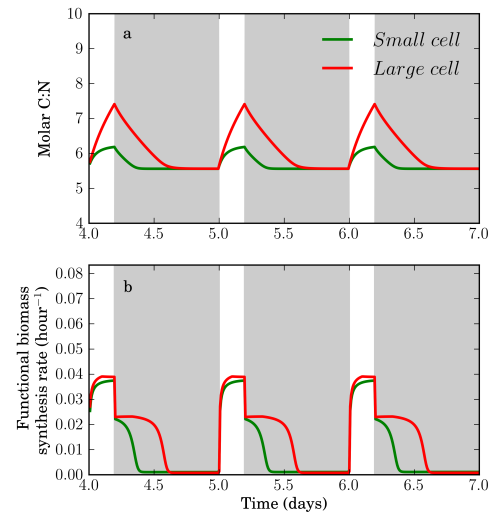 a
Small cell
Large cell
Molar C:N
10
9
8
7
6
5
4
4.0 4.5 5.0 5.5 6.0 6.5 7.0
b
Functional biomass
synthesis rate (hour⁻¹)
0.08
0.07
0.06
0.05
0.04
0.03
0.02
0.01
0.00
4.0 4.5 5.0 5.5 6.0 6.5 7.0
Time (days)